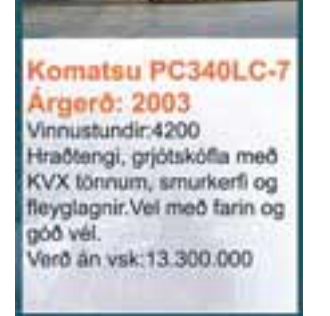 Komatsu PC340LC-7
Árgerð: 2003
Vinnustundir:4200
Hraðtengi, grjótskófla með
KVX tönnum, smurkerfi og
fleyglagnir.Vel með farin og
góð vél.
Verð án vsk:13.300.000